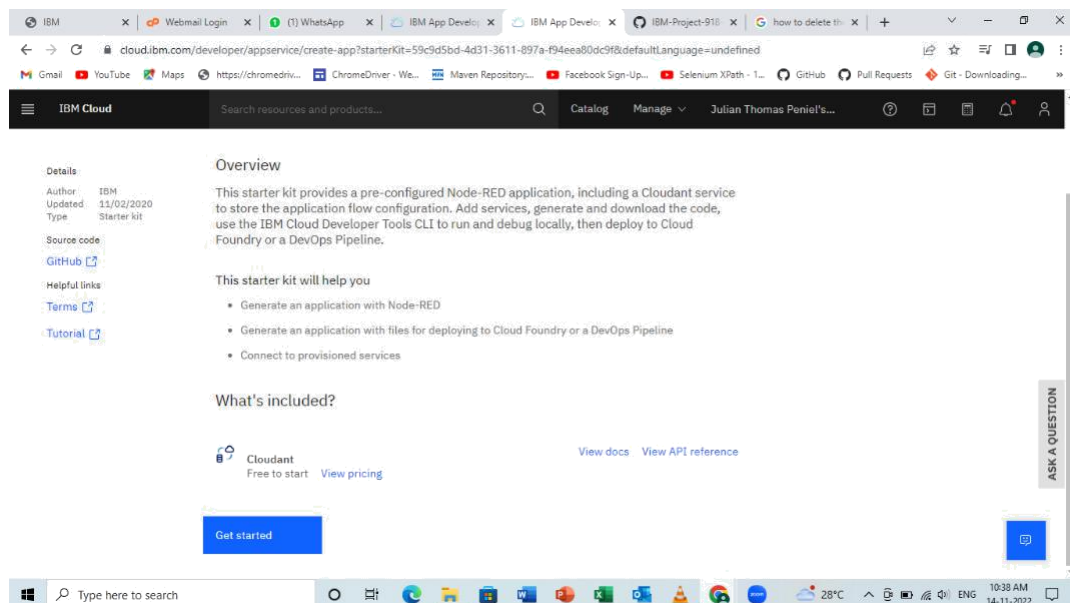 IBM
Webmail Login
(1) WhatsApp
IBM App Develo
IBM App Develo
IBM-Project-918
how to delete th
cloud.ibm.com/developer/appservice/create-app?starterKit=59c9d5bd-4d31-3611-897a-f94eea80dc9f&defaultLanguage=undefined
Gmail
YouTube
Maps
https://chromedriv...
ChromeDriver - We...
Maven Repository:...
Facebook Sign-Up...
Selenium XPath - 1...
GitHub
Pull Requests
Git - Downloading...
»
IBM Cloud
Search resources and products...
Catalog
Manage
Julian Thomas Peniel's...
Details
Author IBM
Updated 11/02/2020
Type Starter kit
Source code
GitHub
Helpful links
Terms
Tutorial
Overview
This starter kit provides a pre-configured Node-RED application, including a Cloudant service
to store the application flow configuration. Add services, generate and download the code,
use the IBM Cloud Developer Tools CLI to run and debug locally, then deploy to Cloud
Foundry or a DevOps Pipeline.
This starter kit will help you
• Generate an application with Node-RED
• Generate an application with files for deploying to Cloud Foundry or a DevOps Pipeline
• Connect to provisioned services
What's included?
Cloudant
Free to start View pricing
View docs View API reference
Get started
ASK A QUESTION
Type here to search
28°C
ENG
10:38 AM
14-11-2022